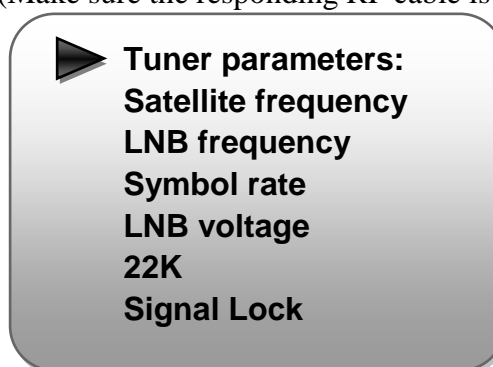 (Make sure the responding RF cable is
Tuner parameters:
Satellite frequency
LNB frequency
Symbol rate
LNB voltage
22K
Signal Lock